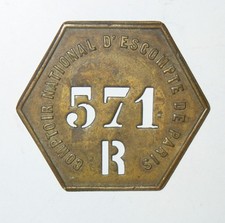 COMPTOIR NATIONAL D'ESCOMPTE DE PARIS
571
R